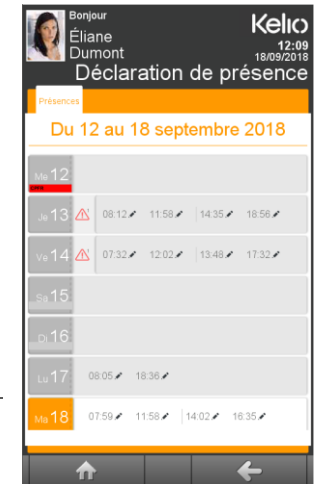 Bonjour
Éliane
Dumont
Kelio
12:09
18/09/2018
Déclaration de présence
Présences
Du 12 au 18 septembre 2018
Me 12
Je 13 08:12 11:58 14:35 18:56
Ve 14 07:32 12:02 13:48 17:32
Sa 15
Di 16
Lu 17 08:05 18:36
Ma 18 07:59 11:58 14:02 16:35